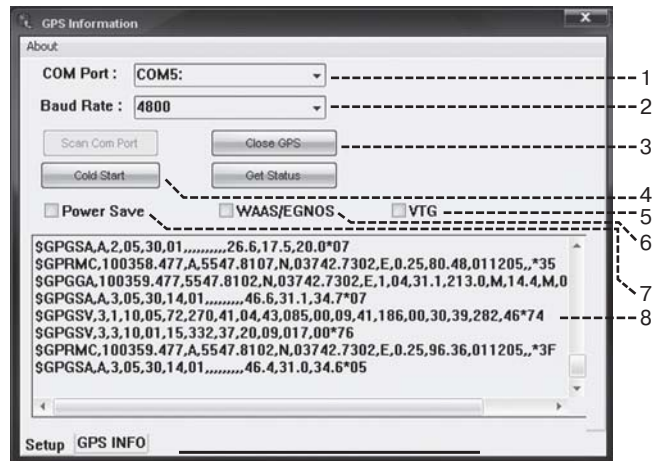 GPS Information
About
COM Port : COM5:
Baud Rate : 4800
Scan Com Port Close GPS
Cold Start Get Status
Power Save WAAS/EGNOS VTG
$GPGSA,A,2,05,30,01,,,,,,,,,,26.6,17.5,20.0*07
$GPRMC,100358.477,A,5547.8107,N,03742.7302,E,0.25,80.48,011205,,*35
$GPGGA,100359.477,5547.8102,N,03742.7302,E,1,04,31.1,213.0,M,14.4,M,0
$GPGSA,A,3,05,30,14,01,,,,,,,,,46.6,31.1,34.7*07
$GPGSV,3,1,10,05,72,270,41,04,43,085,00,09,41,186,00,30,39,282,46*74
$GPGSV,3,3,10,01,15,332,37,20,09,017,00*76
$GPRMC,100359.477,A,5547.8102,N,03742.7302,E,0.25,96.36,011205,,*3F
$GPGSA,A,3,05,30,14,01,,,,,,,,,46.4,31.0,34.6*05
Setup GPS INFO
1
2
3
4
5
6
7
8